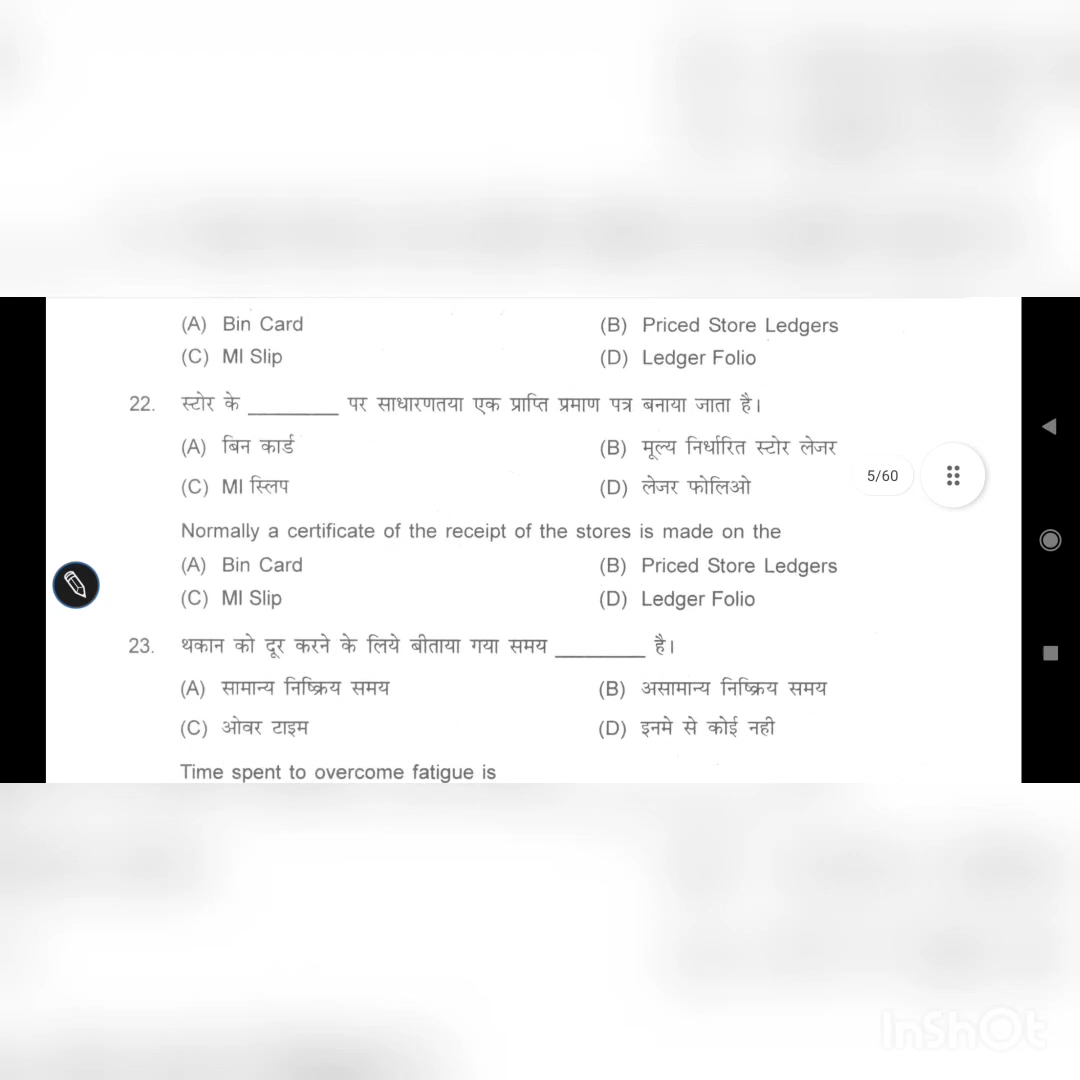 (A) Bin Card (B) Priced Store Ledgers
(C) MI Slip (D) Ledger Folio
22. स्टोर के ________ पर साधारणतया एक प्राप्ति प्रमाण पत्र बनाया जाता है।
(A) बिन कार्ड (B) मूल्य निर्धारित स्टोर लेजर
(C) MI स्लिप (D) लेजर फोलिओ
5/60
Normally a certificate of the receipt of the stores is made on the
(A) Bin Card (B) Priced Store Ledgers
(C) MI Slip (D) Ledger Folio
23. थकान को दूर करने के लिये बीताया गया समय ________ है।
(A) सामान्य निष्क्रिय समय (B) असामान्य निष्क्रिय समय
(C) ओवर टाइम (D) इनमे से कोई नही
Time spent to overcome fatigue is
InShOt